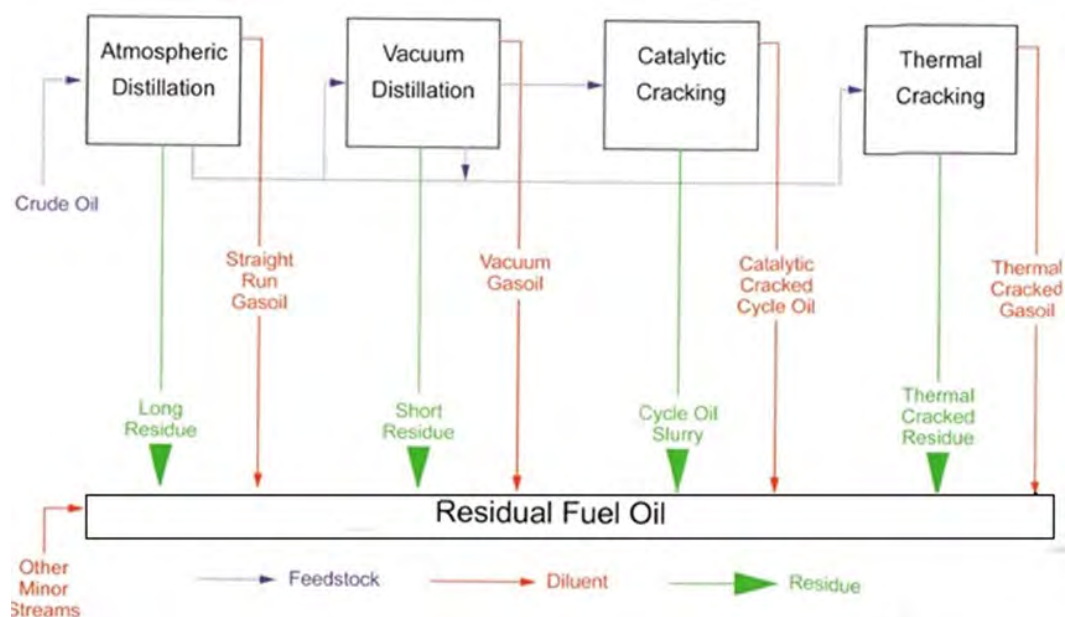 Atmospheric
Distillation
Vacuum
Distillation
Catalytic
Cracking
Thermal
Cracking
Crude Oil
Straight
Run
Gasoil
Vacuum
Gasoil
Catalytic
Cracked
Cycle Oil
Thermal
Cracked
Gasoil
Long
Residue
Short
Residue
Cycle Oil
Slurry
Thermal
Cracked
Residue
Residual Fuel Oil
Other
Minor
Streams
Feedstock
Diluent
Residue